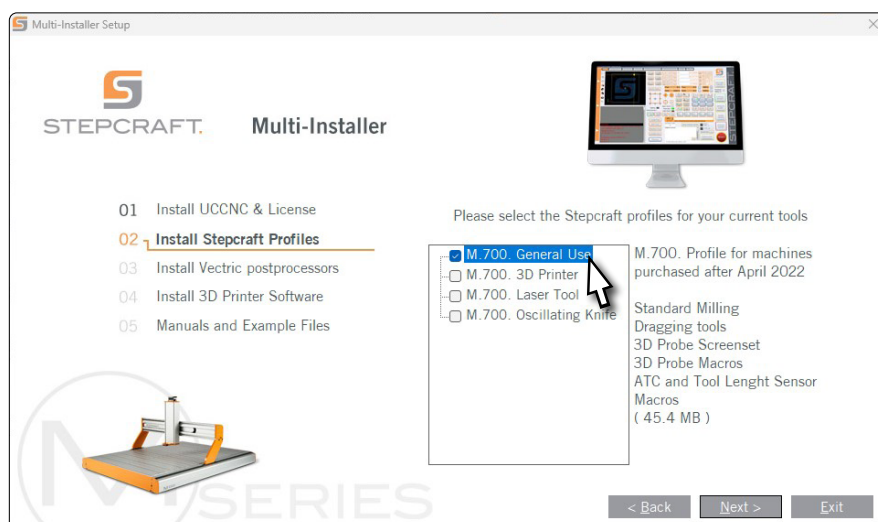 Multi-Installer Setup
STEPCRAFT.
Multi-Installer
01 Install UCCNC & License
02 Install Stepcraft Profiles
03 Install Vectric postprocessors
04 Install 3D Printer Software
05 Manuals and Example Files
Please select the Stepcraft profiles for your current tools
M.700. General Use
M.700. 3D Printer
M.700. Laser Tool
M.700. Oscillating Knife
M.700. Profile for machines
purchased after April 2022
Standard Milling
Dragging tools
3D Probe Screenset
3D Probe Macros
ATC and Tool Lenght Sensor
Macros
( 45.4 MB )
M/SERIES
< Back
Next >
Exit